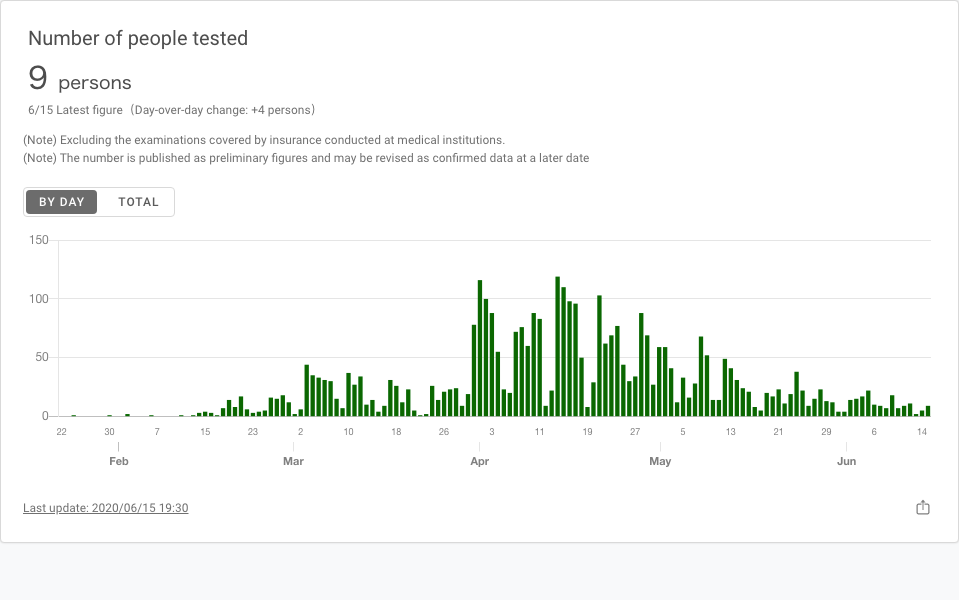 Number of people tested
9 persons
6/15 Latest figure（Day-over-day change: +4 persons）
(Note) Excluding the examinations covered by insurance conducted at medical institutions.
(Note) The number is published as preliminary figures and may be revised as confirmed data at a later date
BY DAY TOTAL
150
100
50
0
22 30 7 15 23 2 10 18 26 3 11 19 27 5 13 21 29 6 14
Feb Mar Apr May Jun
Last update: 2020/06/15 19:30